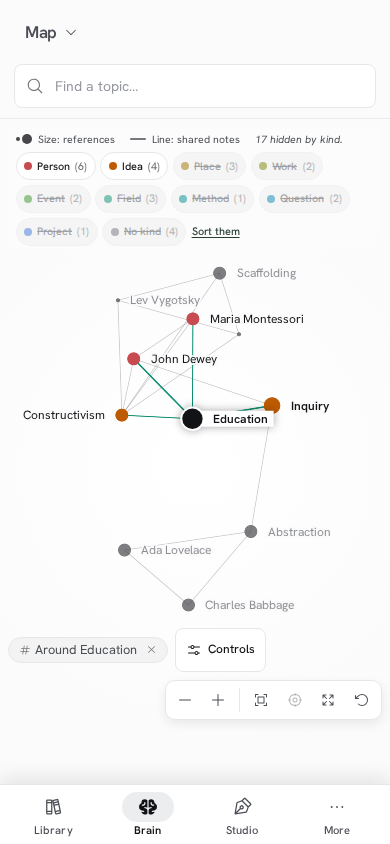 Map
Find a topic...
Size: references Line: shared notes 17 hidden by kind.
Person (6) Idea (4) Place (3) Work (2)
Event (2) Field (3) Method (1) Question (2)
Project (1) No kind (4) Sort them
Scaffolding
Lev Vygotsky
Maria Montessori
John Dewey
Constructivism
Inquiry
Education
Abstraction
Ada Lovelace
Charles Babbage
# Around Education ×
Controls
Library Brain Studio More